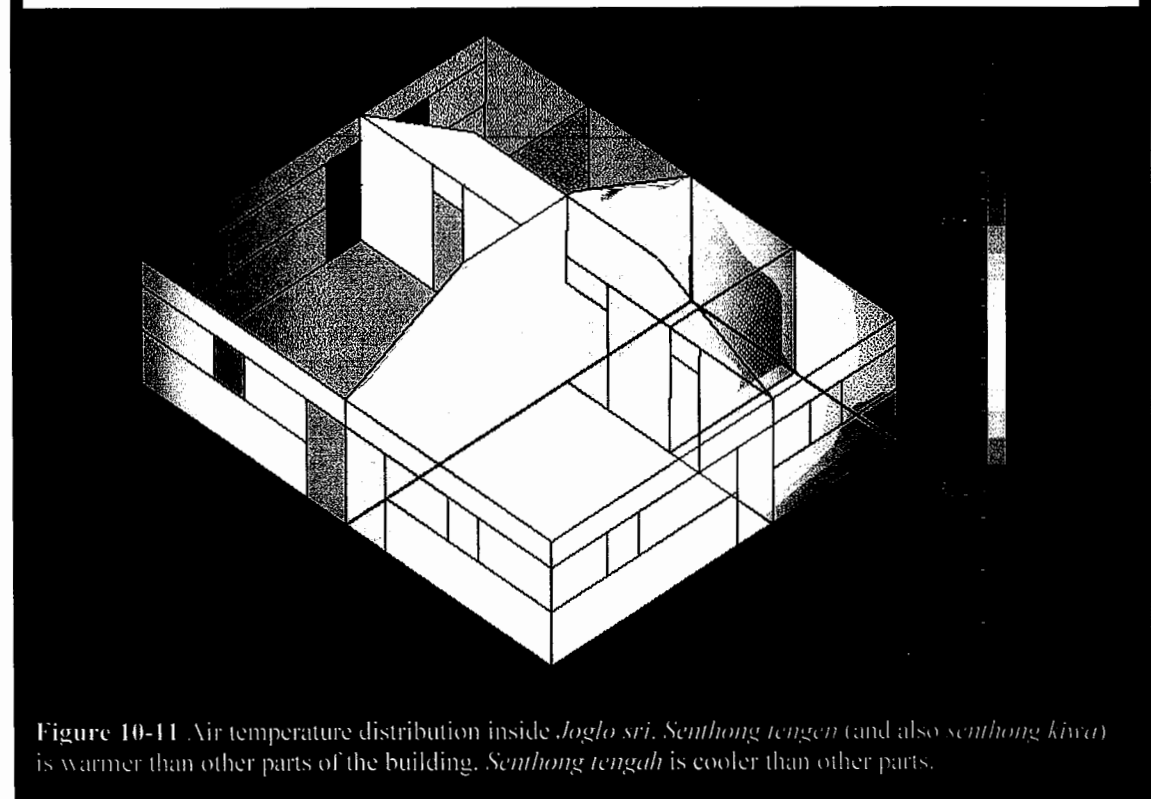 Figure 10-11 Air temperature distribution inside Joglo sri. Senthong tengen (and also senthong kiwa)
is warmer than other parts of the building. Senthong tengah is cooler than other parts.